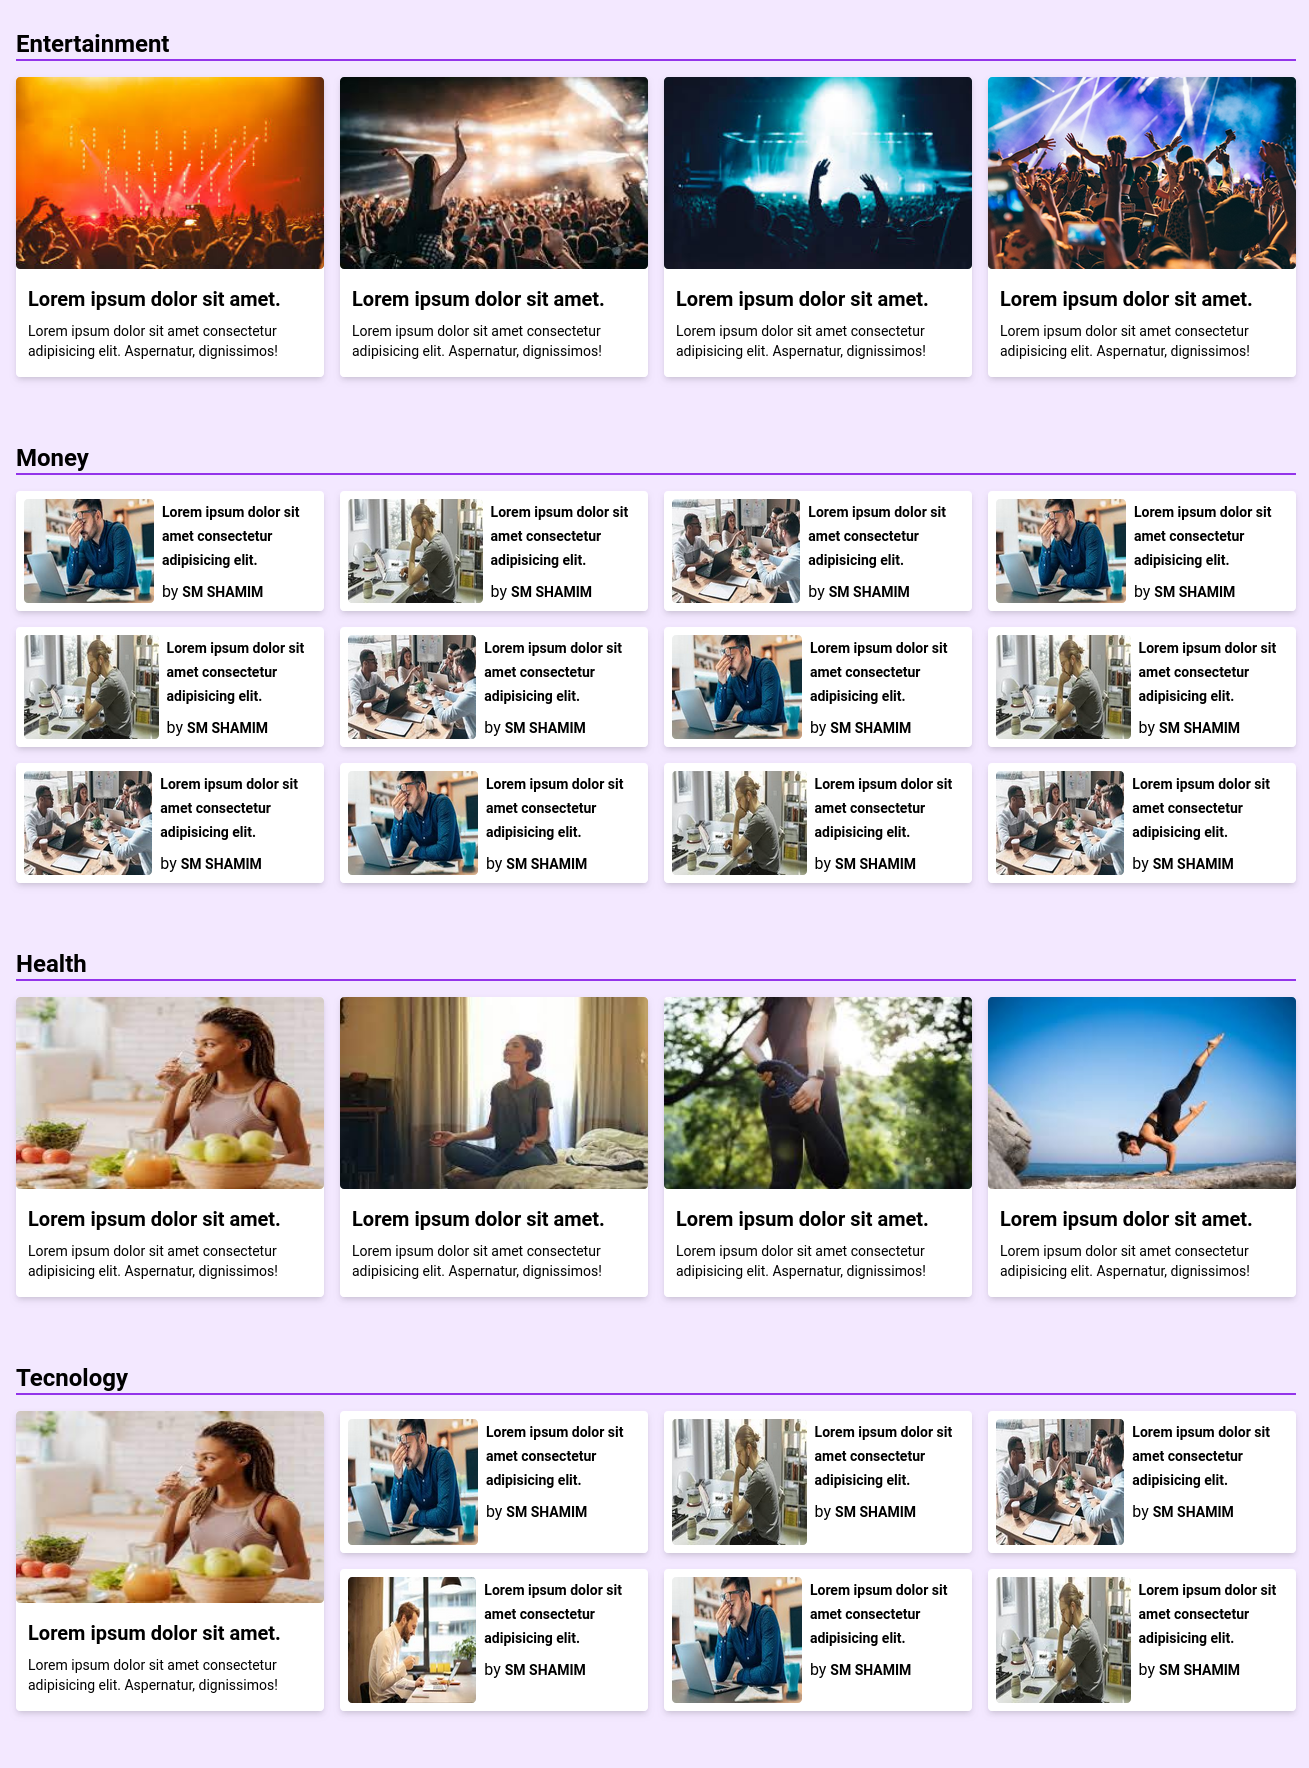 Entertainment
Lorem ipsum dolor sit amet.
Lorem ipsum dolor sit amet consectetur
adipisicing elit. Aspernatur, dignissimos!
Lorem ipsum dolor sit amet.
Lorem ipsum dolor sit amet consectetur
adipisicing elit. Aspernatur, dignissimos!
Lorem ipsum dolor sit amet.
Lorem ipsum dolor sit amet consectetur
adipisicing elit. Aspernatur, dignissimos!
Lorem ipsum dolor sit amet.
Lorem ipsum dolor sit amet consectetur
adipisicing elit. Aspernatur, dignissimos!
Money
Lorem ipsum dolor sit
amet consectetur
adipisicing elit.
by SM SHAMIM
Lorem ipsum dolor sit
amet consectetur
adipisicing elit.
by SM SHAMIM
Lorem ipsum dolor sit
amet consectetur
adipisicing elit.
by SM SHAMIM
Lorem ipsum dolor sit
amet consectetur
adipisicing elit.
by SM SHAMIM
Lorem ipsum dolor sit
amet consectetur
adipisicing elit.
by SM SHAMIM
Lorem ipsum dolor sit
amet consectetur
adipisicing elit.
by SM SHAMIM
Lorem ipsum dolor sit
amet consectetur
adipisicing elit.
by SM SHAMIM
Lorem ipsum dolor sit
amet consectetur
adipisicing elit.
by SM SHAMIM
Lorem ipsum dolor sit
amet consectetur
adipisicing elit.
by SM SHAMIM
Lorem ipsum dolor sit
amet consectetur
adipisicing elit.
by SM SHAMIM
Lorem ipsum dolor sit
amet consectetur
adipisicing elit.
by SM SHAMIM
Lorem ipsum dolor sit
amet consectetur
adipisicing elit.
by SM SHAMIM
Health
Lorem ipsum dolor sit amet.
Lorem ipsum dolor sit amet consectetur
adipisicing elit. Aspernatur, dignissimos!
Lorem ipsum dolor sit amet.
Lorem ipsum dolor sit amet consectetur
adipisicing elit. Aspernatur, dignissimos!
Lorem ipsum dolor sit amet.
Lorem ipsum dolor sit amet consectetur
adipisicing elit. Aspernatur, dignissimos!
Lorem ipsum dolor sit amet.
Lorem ipsum dolor sit amet consectetur
adipisicing elit. Aspernatur, dignissimos!
Tecnology
Lorem ipsum dolor sit amet.
Lorem ipsum dolor sit amet consectetur
adipisicing elit. Aspernatur, dignissimos!
Lorem ipsum dolor sit
amet consectetur
adipisicing elit.
by SM SHAMIM
Lorem ipsum dolor sit
amet consectetur
adipisicing elit.
by SM SHAMIM
Lorem ipsum dolor sit
amet consectetur
adipisicing elit.
by SM SHAMIM
Lorem ipsum dolor sit
amet consectetur
adipisicing elit.
by SM SHAMIM
Lorem ipsum dolor sit
amet consectetur
adipisicing elit.
by SM SHAMIM
Lorem ipsum dolor sit
amet consectetur
adipisicing elit.
by SM SHAMIM